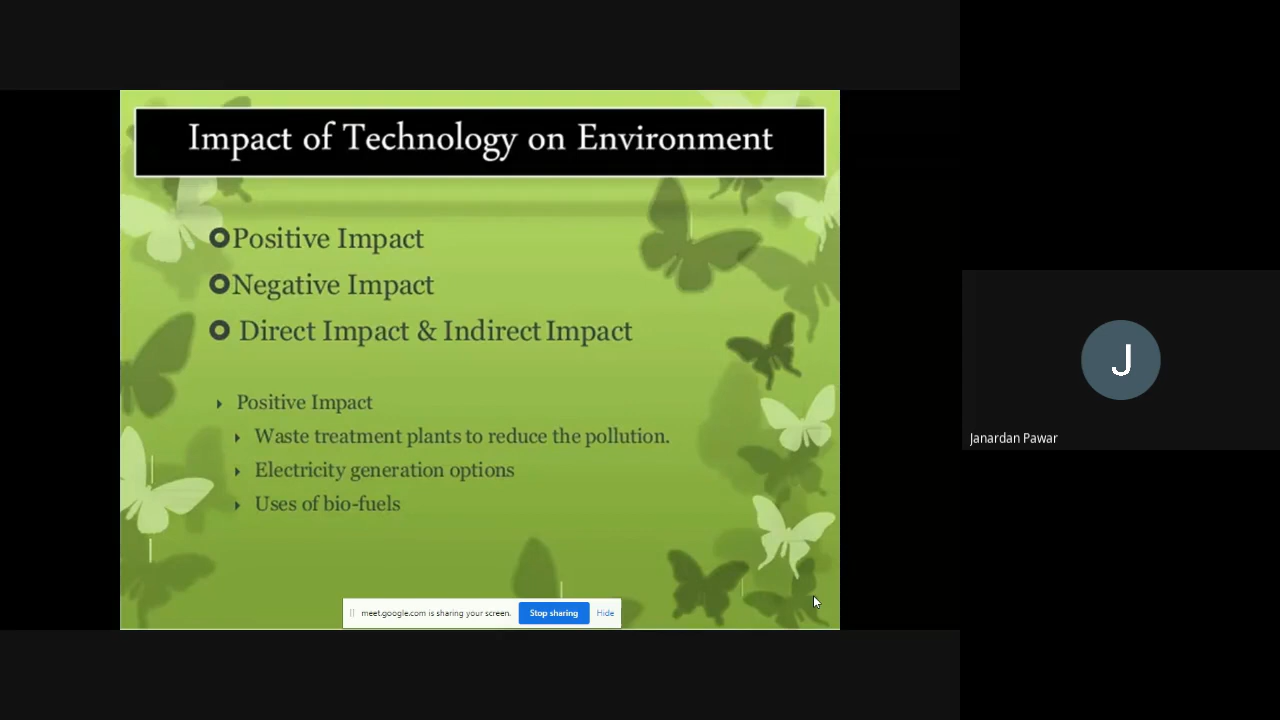 Impact of Technology on Environment
Positive Impact
Negative Impact
Direct Impact & Indirect Impact
Positive Impact
Waste treatment plants to reduce the pollution.
Electricity generation options
Uses of bio-fuels
meet.google.com is sharing your screen.
Stop sharing
Hide
J
Janardan Pawar